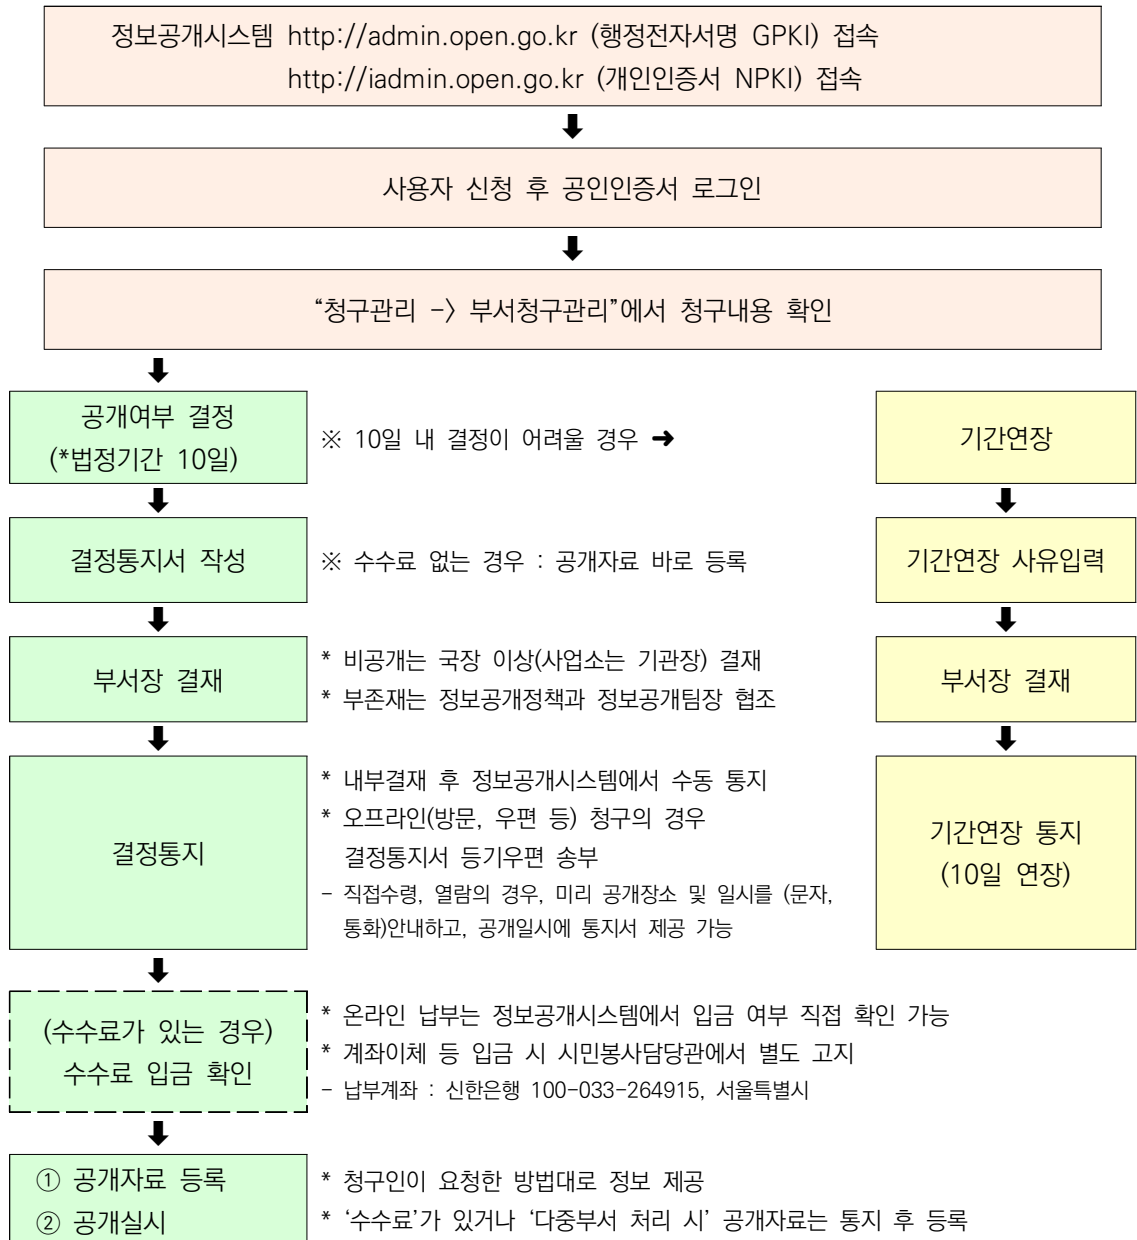 정보공개시스템 http://admin.open.go.kr (행정전자서명 GPKI) 접속
http://iadmin.open.go.kr (개인인증서 NPKI) 접속
⬇
사용자 신청 후 공인인증서 로그인
⬇
“청구관리 -> 부서청구관리”에서 청구내용 확인
⬇
공개여부 결정
(*법정기간 10일)
※ 10일 내 결정이 어려울 경우 ➜
기간연장
⬇ ⬇
결정통지서 작성
※ 수수료 없는 경우 : 공개자료 바로 등록
기간연장 사유입력
⬇ ⬇
부서장 결재
* 비공개는 국장 이상(사업소는 기관장) 결재
* 부존재는 정보공개정책과 정보공개팀장 협조
부서장 결재
⬇ ⬇
결정통지
* 내부결재 후 정보공개시스템에서 수동 통지
* 오프라인(방문, 우편 등) 청구의 경우
결정통지서 등기우편 송부
- 직접수령, 열람의 경우, 미리 공개장소 및 일시를 (문자,
통화)안내하고, 공개일시에 통지서 제공 가능
기간연장 통지
(10일 연장)
⬇
(수수료가 있는 경우)
수수료 입금 확인
* 온라인 납부는 정보공개시스템에서 입금 여부 직접 확인 가능
* 계좌이체 등 입금 시 시민봉사담당관에서 별도 고지
- 납부계좌 : 신한은행 100-033-264915, 서울특별시
⬇
① 공개자료 등록
② 공개실시
* 청구인이 요청한 방법대로 정보 제공
* ‘수수료’가 있거나 ‘다중부서 처리 시’ 공개자료는 통지 후 등록